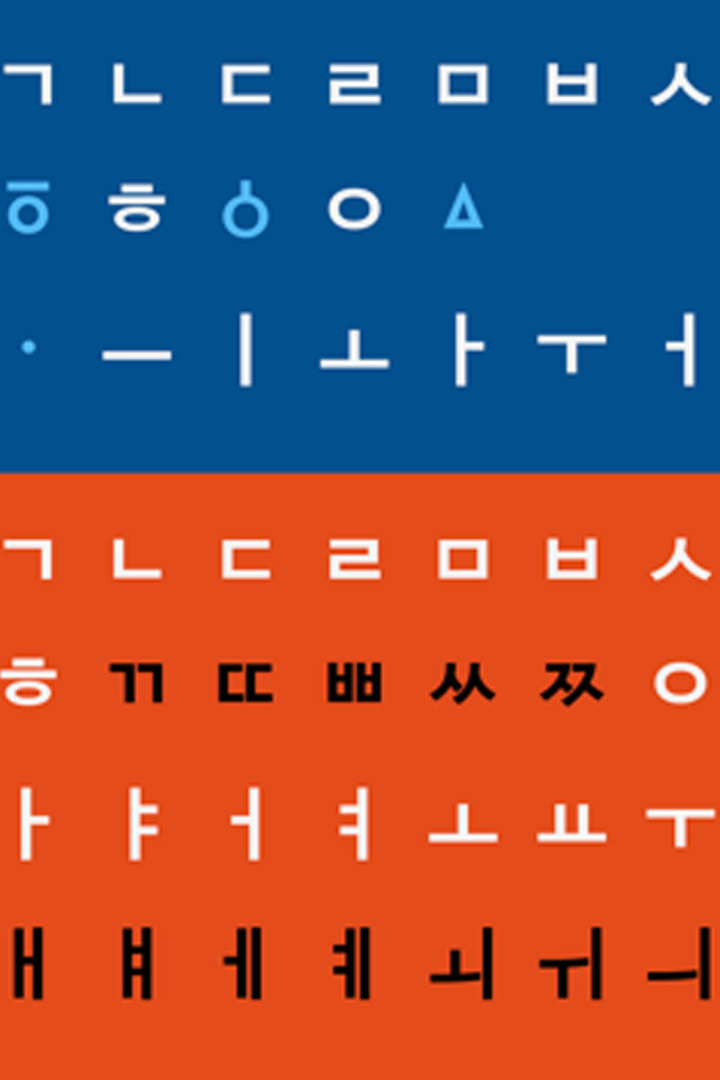 ㄱ ㄴ ㄷ ㄹ ㅁ ㅂ ㅅ
ㆆ ㅎ ㆁ ㅇ ㅿ
ㆍ ㅡ ㅣ ㅗ ㅏ ㅜ ㅓ
ㄱ ㄴ ㄷ ㄹ ㅁ ㅂ ㅅ
ㅎ ㄲ ㄸ ㅃ ㅆ ㅉ ㅇ
ㅏ ㅑ ㅓ ㅕ ㅗ ㅛ ㅜ
ㅐ ㅒ ㅔ ㅖ ㅚ ㅟ ㅢ